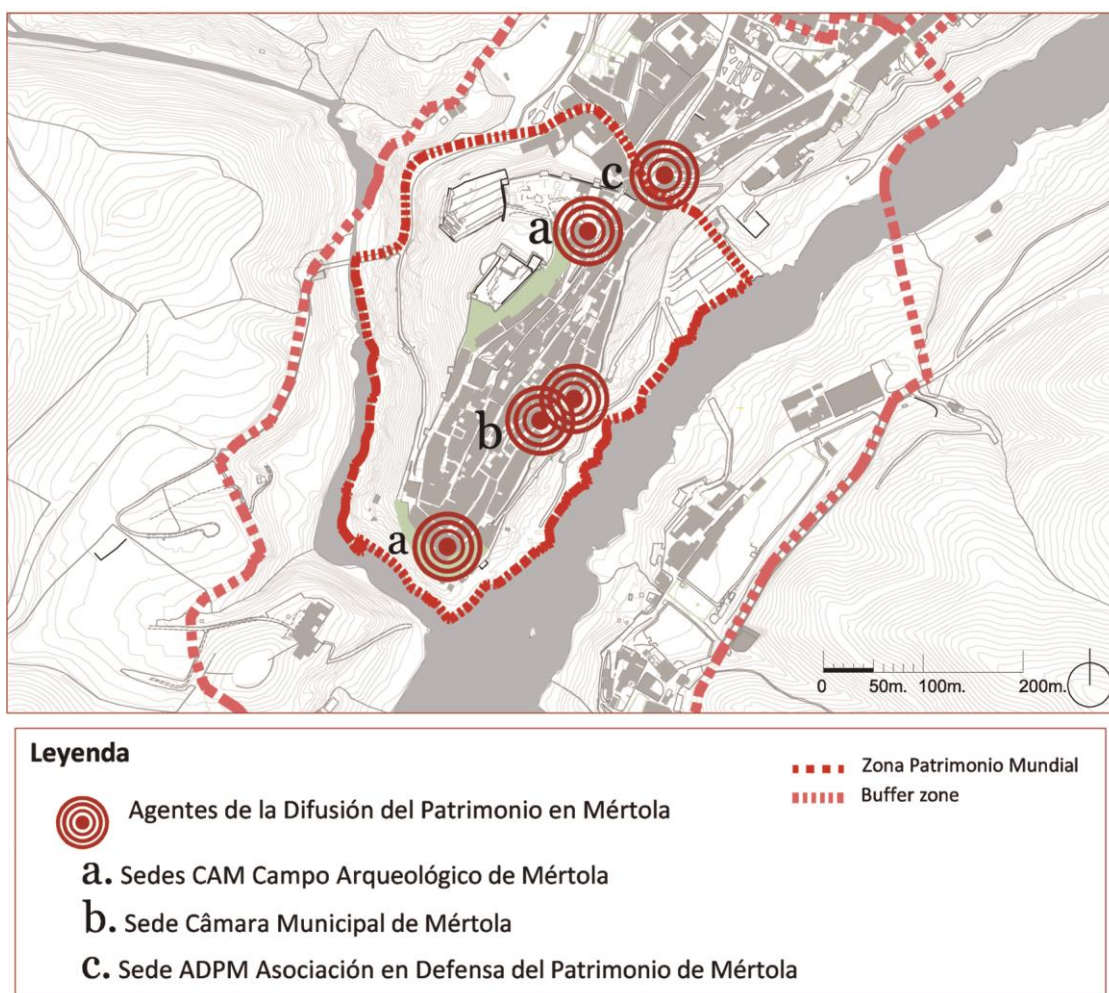 c
a
b
a
0 50m. 100m. 200m.
Leyenda
Zona Patrimonio Mundial
Buffer zone
Agentes de la Difusión del Patrimonio en Mértola
a. Sedes CAM Campo Arqueológico de Mértola
b. Sede Câmara Municipal de Mértola
c. Sede ADPM Asociación en Defensa del Patrimonio de Mértola